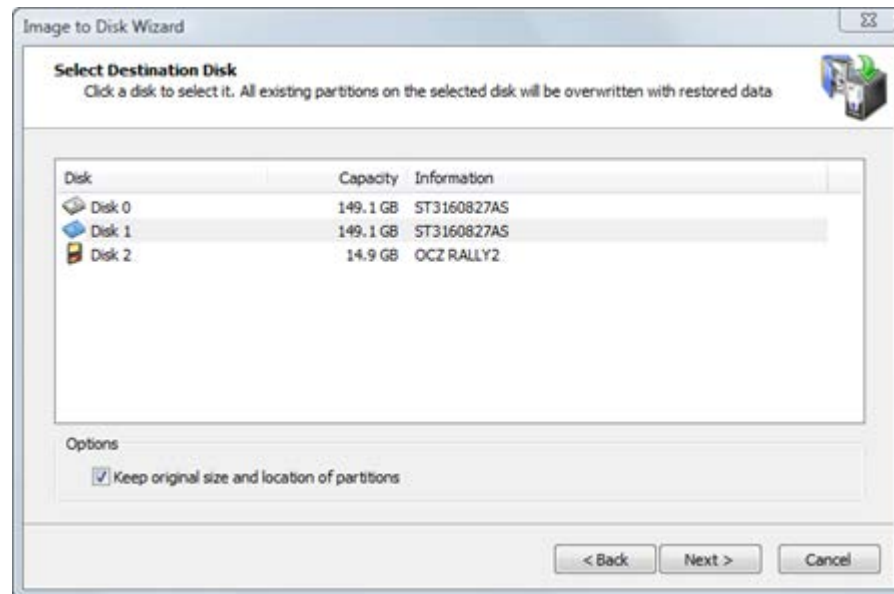 Image to Disk Wizard
Select Destination Disk
Click a disk to select it. All existing partitions on the selected disk will be overwritten with restored data
Disk Capacity Information
Disk 0 149.1 GB ST3160827AS
Disk 1 149.1 GB ST3160827AS
Disk 2 14.9 GB OCZ RALLY2
Options
Keep original size and location of partitions
< Back Next > Cancel